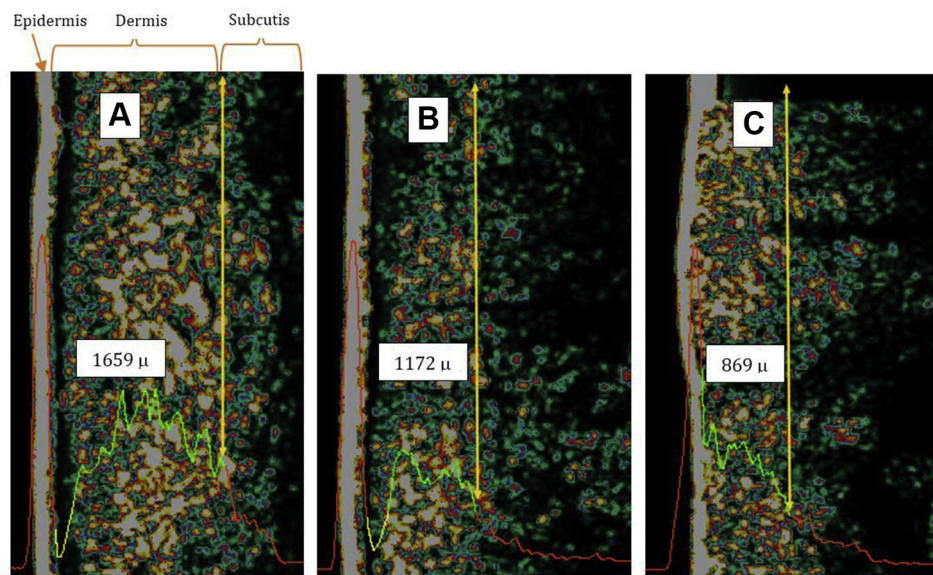 Epidermis Dermis Subcutis
A
B
C
1659 μ
1172 μ
869 μ